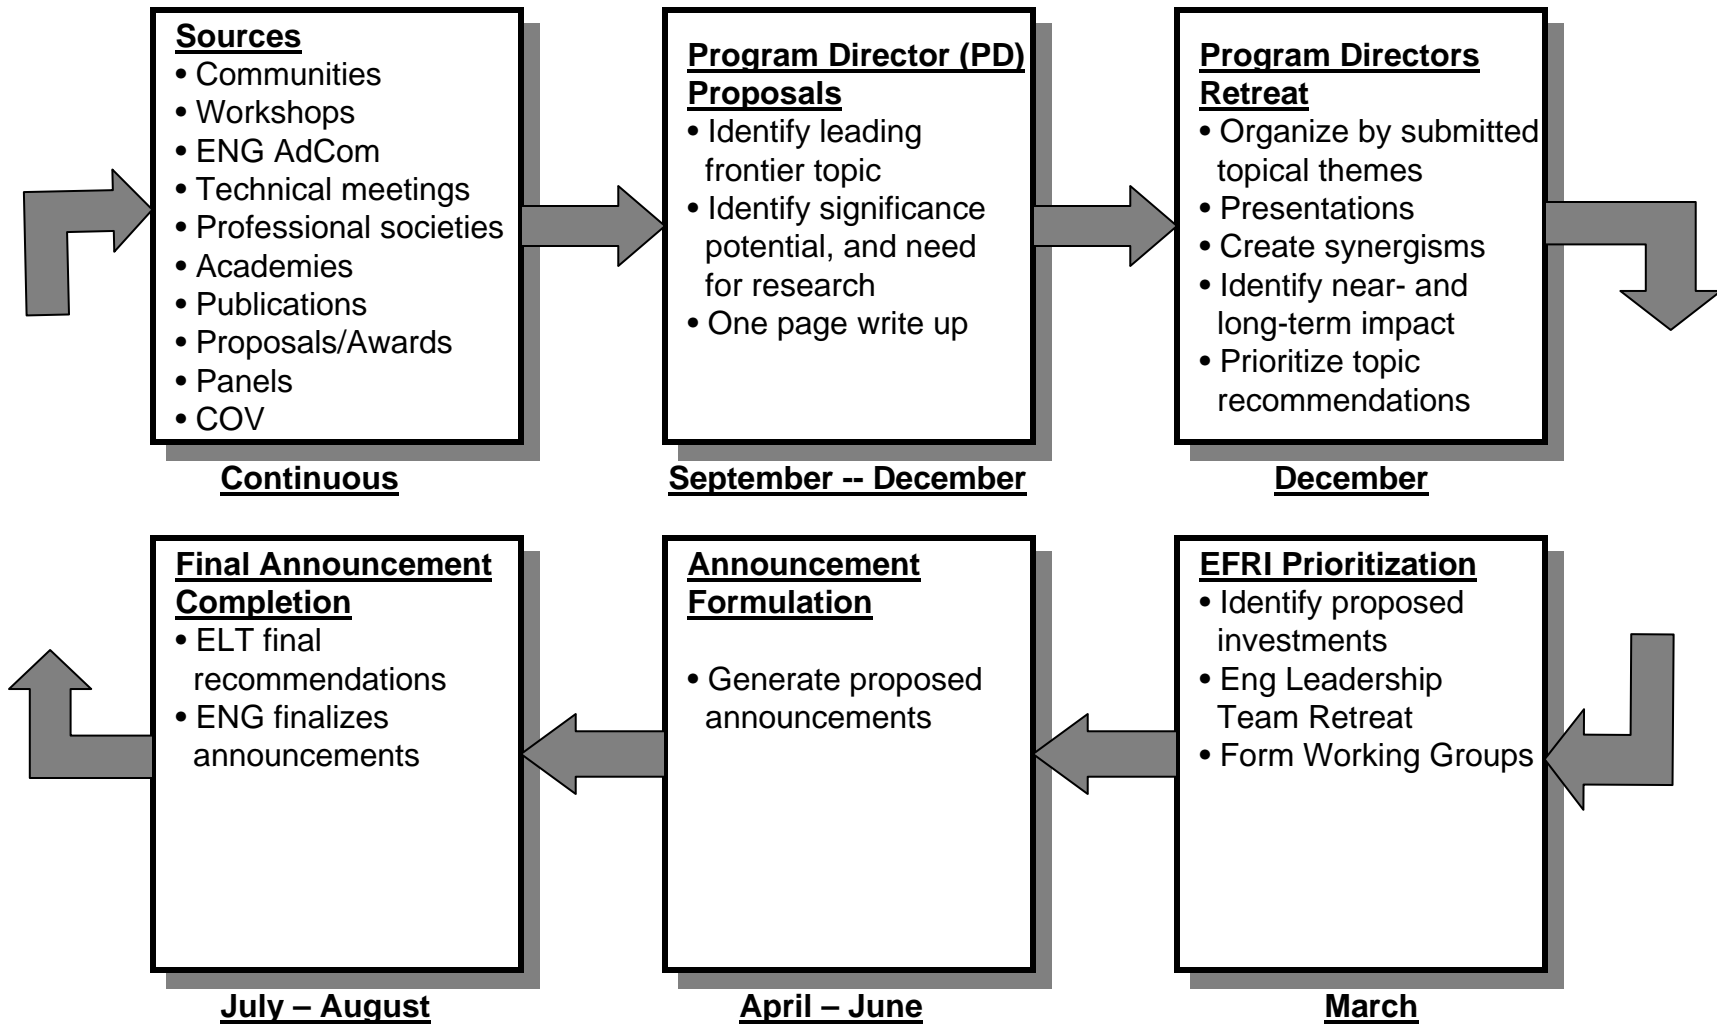 Sources
• Communities
• Workshops
• ENG AdCom
• Technical meetings
• Professional societies
• Academies
• Publications
• Proposals/Awards
• Panels
• COV
Continuous
Program Director (PD)
Proposals
• Identify leading
frontier topic
• Identify significance
potential, and need
for research
• One page write up
September -- December
Program Directors
Retreat
• Organize by submitted
topical themes
• Presentations
• Create synergisms
• Identify near- and
long-term impact
• Prioritize topic
recommendations
December
EFRI Prioritization
• Identify proposed
investments
• Eng Leadership
Team Retreat
• Form Working Groups
March
Announcement
Formulation
• Generate proposed
announcements
April – June
Final Announcement
Completion
• ELT final
recommendations
• ENG finalizes
announcements
July – August